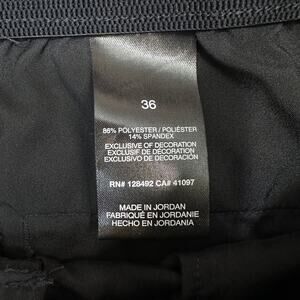 36
86% POLYESTER / POLIÉSTER
14% SPANDEX
EXCLUSIVE OF DECORATION
EXCLUSIF DE DÉCORATION
EXCLUSIVO DE DECORACIÓN
RN# 128492 CA# 41097
MADE IN JORDAN
FABRIQUÉ EN JORDANIE
HECHO EN JORDANIA